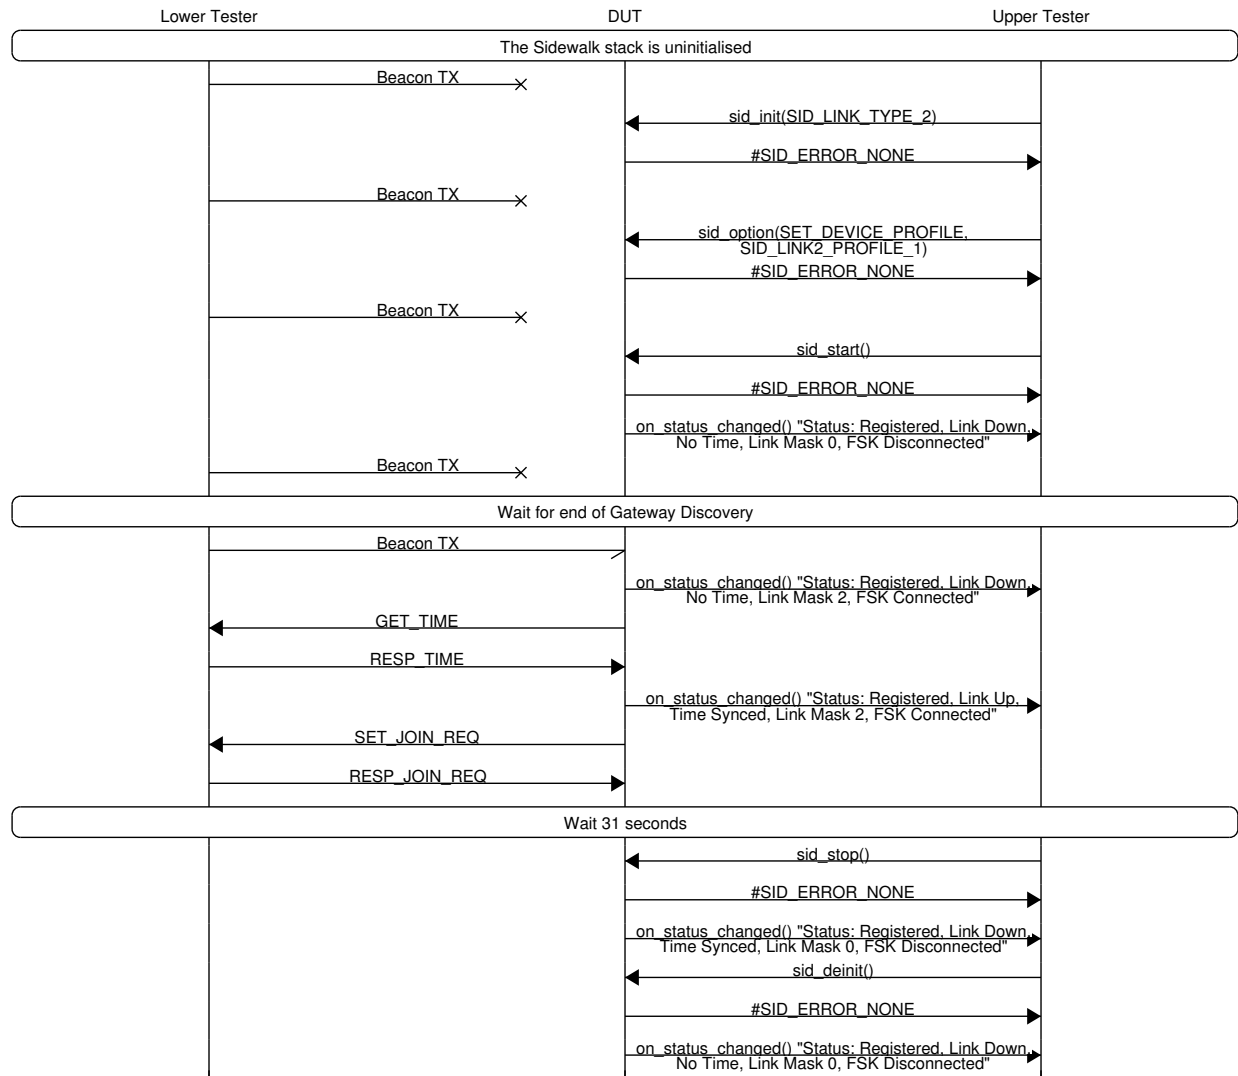 Lower Tester
DUT
Upper Tester
The Sidewalk stack is uninitialised
Beacon TX
sid_init(SID_LINK_TYPE_2)
#SID_ERROR_NONE
Beacon TX
sid_option(SET_DEVICE_PROFILE,
SID_LINK2_PROFILE_1)
#SID_ERROR_NONE
Beacon TX
sid_start()
#SID_ERROR_NONE
on_status_changed() "Status: Registered, Link Down,
No Time, Link Mask 0, FSK Disconnected"
Beacon TX
Wait for end of Gateway Discovery
Beacon TX
on_status_changed() "Status: Registered, Link Down,
No Time, Link Mask 2, FSK Connected"
GET_TIME
RESP_TIME
on_status_changed() "Status: Registered, Link Up,
Time Synced, Link Mask 2, FSK Connected"
SET_JOIN_REQ
RESP_JOIN_REQ
Wait 31 seconds
sid_stop()
#SID_ERROR_NONE
on_status_changed() "Status: Registered, Link Down,
Time Synced, Link Mask 0, FSK Disconnected"
sid_deinit()
#SID_ERROR_NONE
on_status_changed() "Status: Registered, Link Down,
No Time, Link Mask 0, FSK Disconnected"